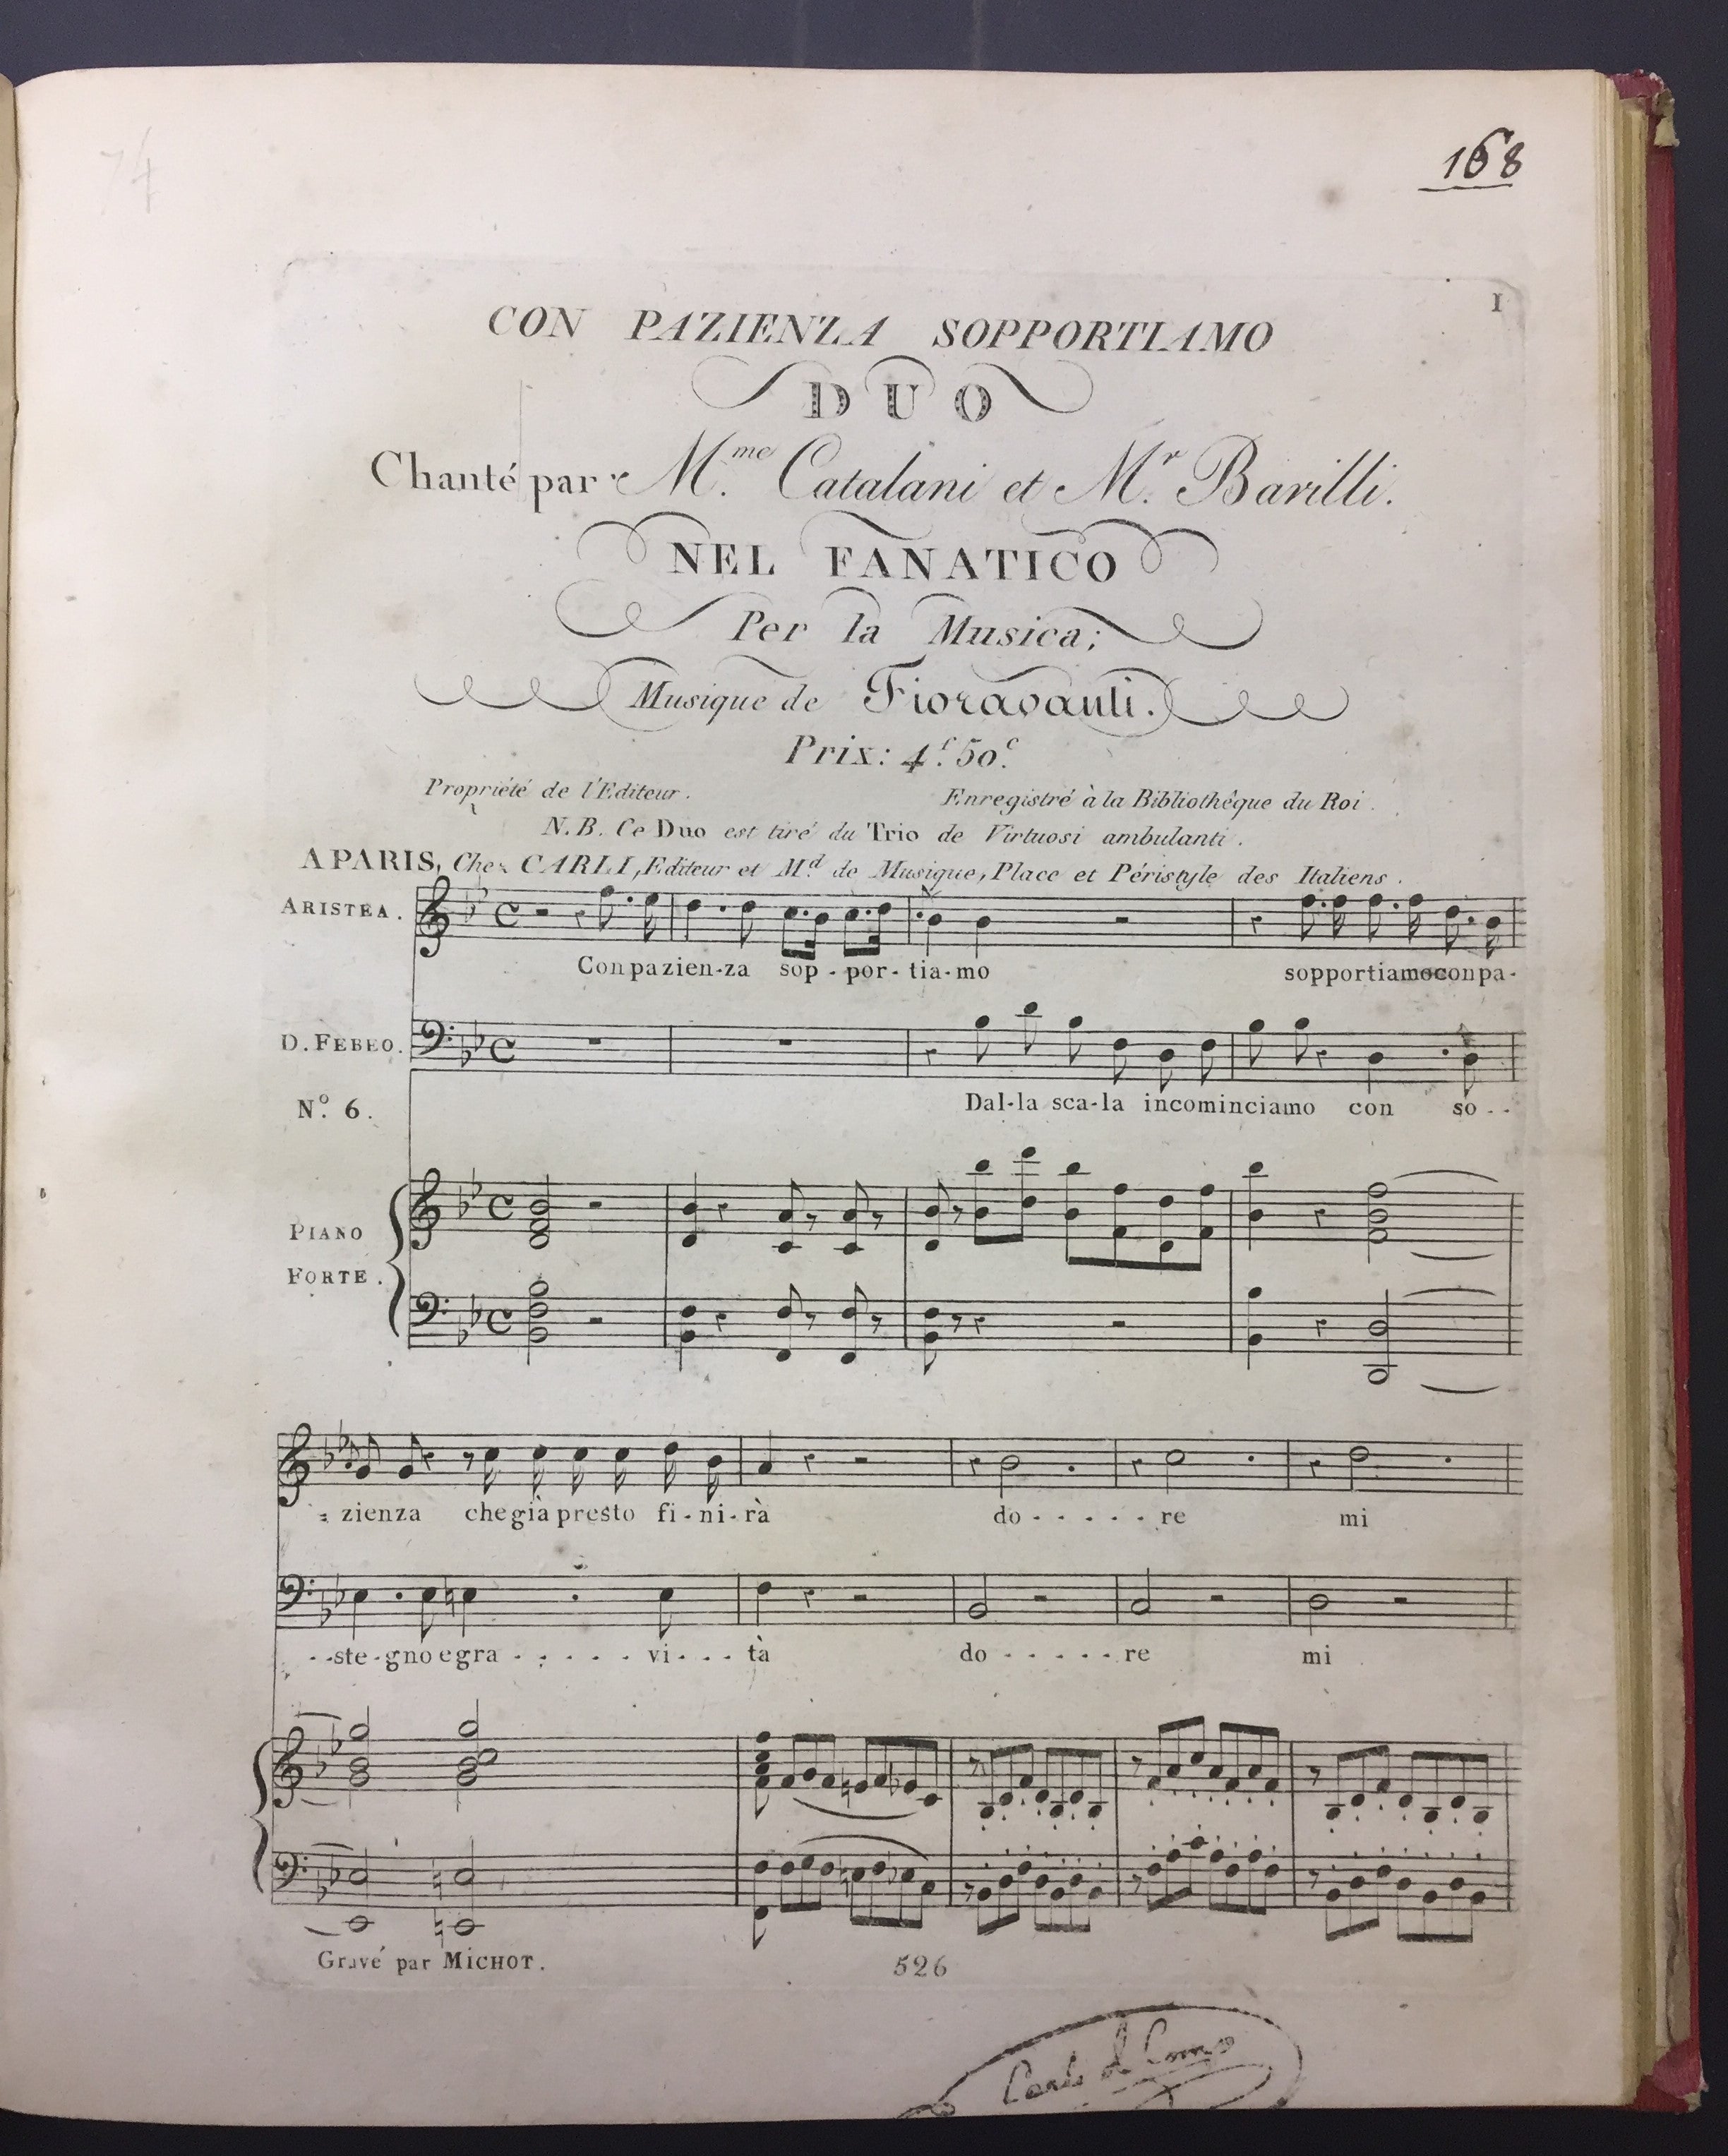 74
168
1
CON PAZIENZA SOPPORTIAMO
DUO
Chanté par Mme. Catalani et Mr. Barilli.
NEL FANATICO
Per la Musica;
Musique de Fioravanti.
Prix: 4f. 50c.
Propriété de l'Editeur. Enregistré à la Bibliothêque du Roi.
N.B. Ce Duo est tiré du Trio de Virtuosi ambulanti.
A PARIS, Chez CARLI, Editeur et Md. de Musique, Place et Péristyle des Italiens.
ARISTEA.
Con pazien-za sop-por-tia-mo sopportiamo con pa-
D. FEBEO.
Dal-la sca-la incominciamo con so--
No. 6.
PIANO
FORTE.
=zienza che già presto fi-ni-rà do-----re mi
--ste-gno e gra-----vi---tà do-----re mi
Gravé par MICHOT.
526